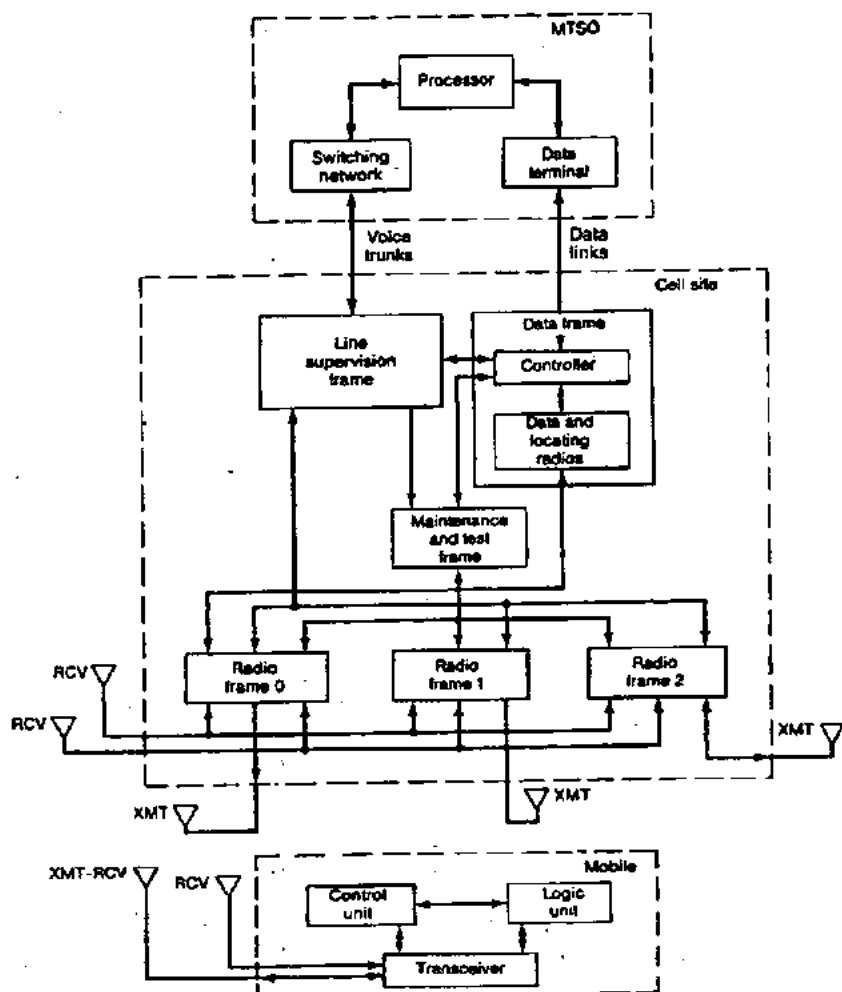 MTSO
Processor
Switching
network
Data
terminal
Voice
trunks
Data
links
Cell site
Line
supervision
frame
Data frame
Controller
Data and
locating
radios
Maintenance
and test
frame
Radio
frame 0
Radio
frame 1
Radio
frame 2
RCV
RCV
XMT
XMT
XMT
XMT-RCV
RCV
Mobile
Control
unit
Logic
unit
Transceiver